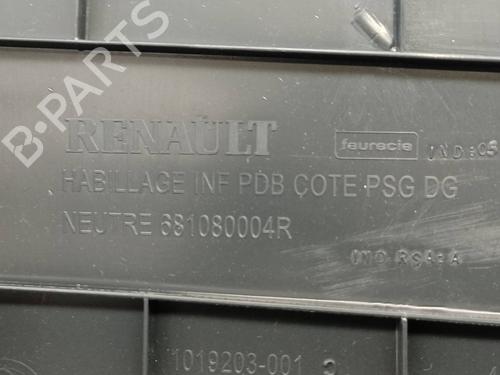 RENAULT
faurecia IND:05
HABILLAGE INF PDB COTE PSG DG
NEUTRE 681080004R
IND RSA:A
1019203-001
B-PARTS